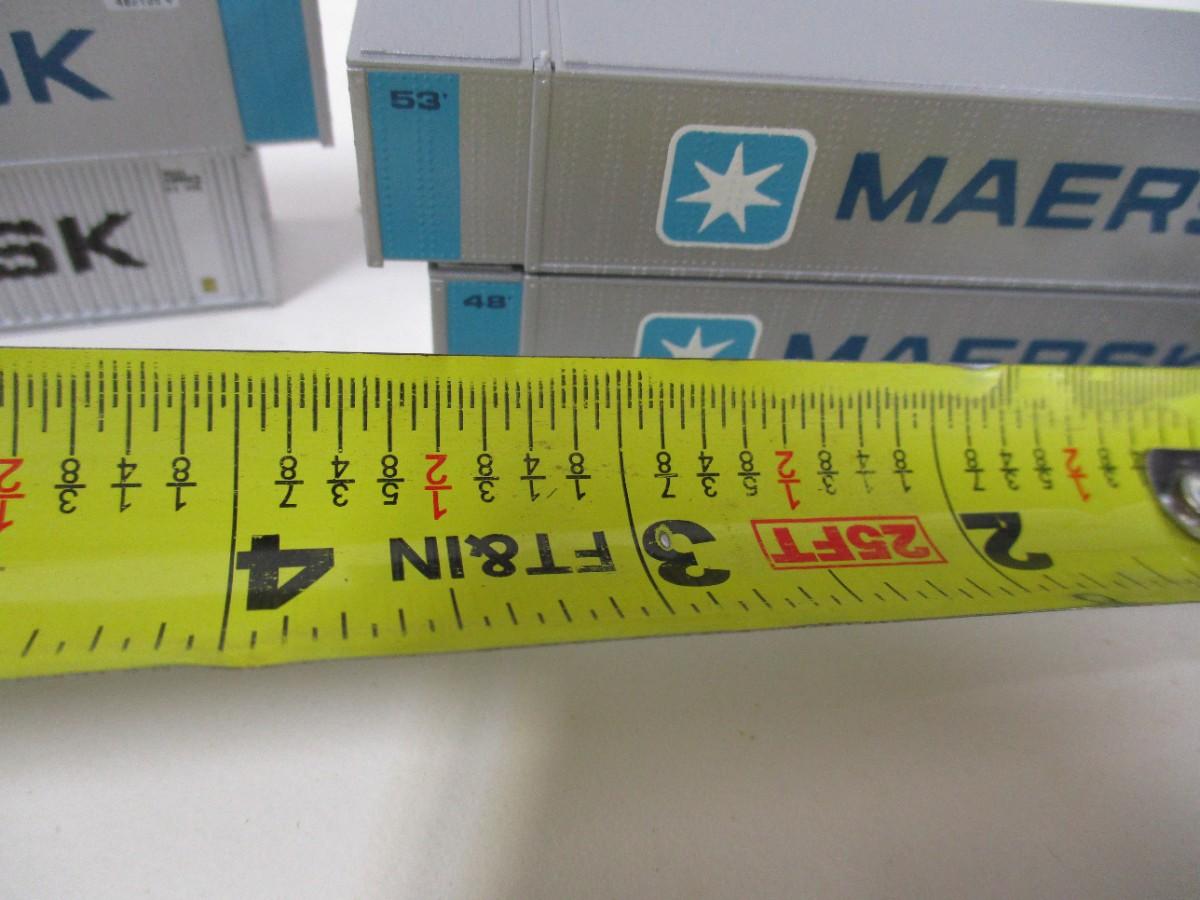 SK
53'
MAERS
SK
48'
MAERSK
1/2 3/8 1/4 1/8 7/8 3/4 5/8 1/2 3/8 1/4 1/8 7/8 3/4 5/8 1/2 3/8 1/4 1/8 7/8 3/4 5/8 1/2 3/8
4 FT&IN 3 25FT 2